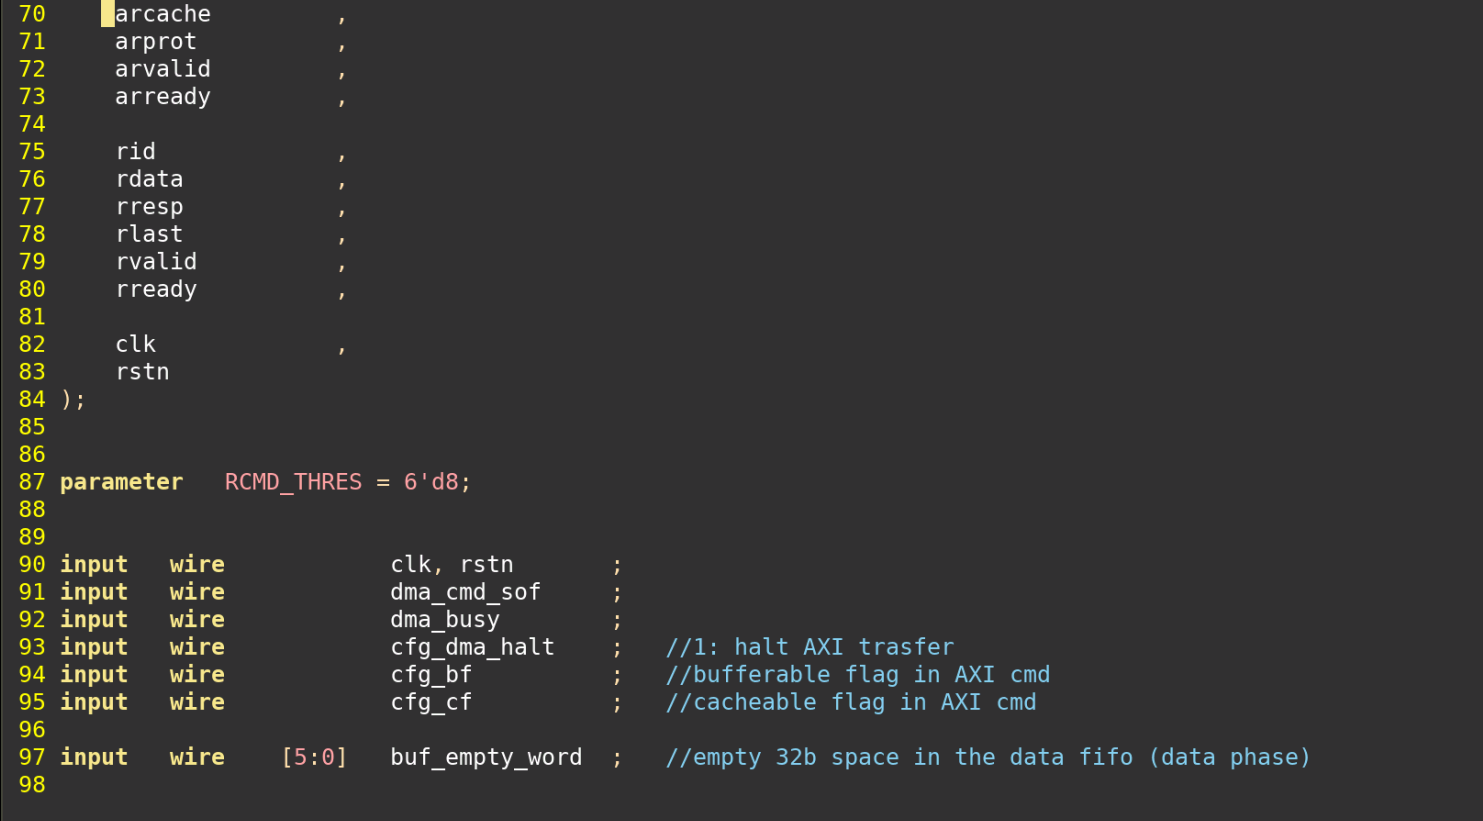 70    arcache         ,
71    arprot          ,
72    arvalid         ,
73    arready         ,
74
75    rid             ,
76    rdata           ,
77    rresp           ,
78    rlast           ,
79    rvalid          ,
80    rready          ,
81
82    clk             ,
83    rstn
84 );
85
86
87 parameter   RCMD_THRES = 6'd8;
88
89
90 input   wire            clk, rstn       ;
91 input   wire            dma_cmd_sof     ;
92 input   wire            dma_busy        ;
93 input   wire            cfg_dma_halt    ;   //1: halt AXI trasfer
94 input   wire            cfg_bf          ;   //bufferable flag in AXI cmd
95 input   wire            cfg_cf          ;   //cacheable flag in AXI cmd
96
97 input   wire    [5:0]   buf_empty_word  ;   //empty 32b space in the data fifo (data phase)
98